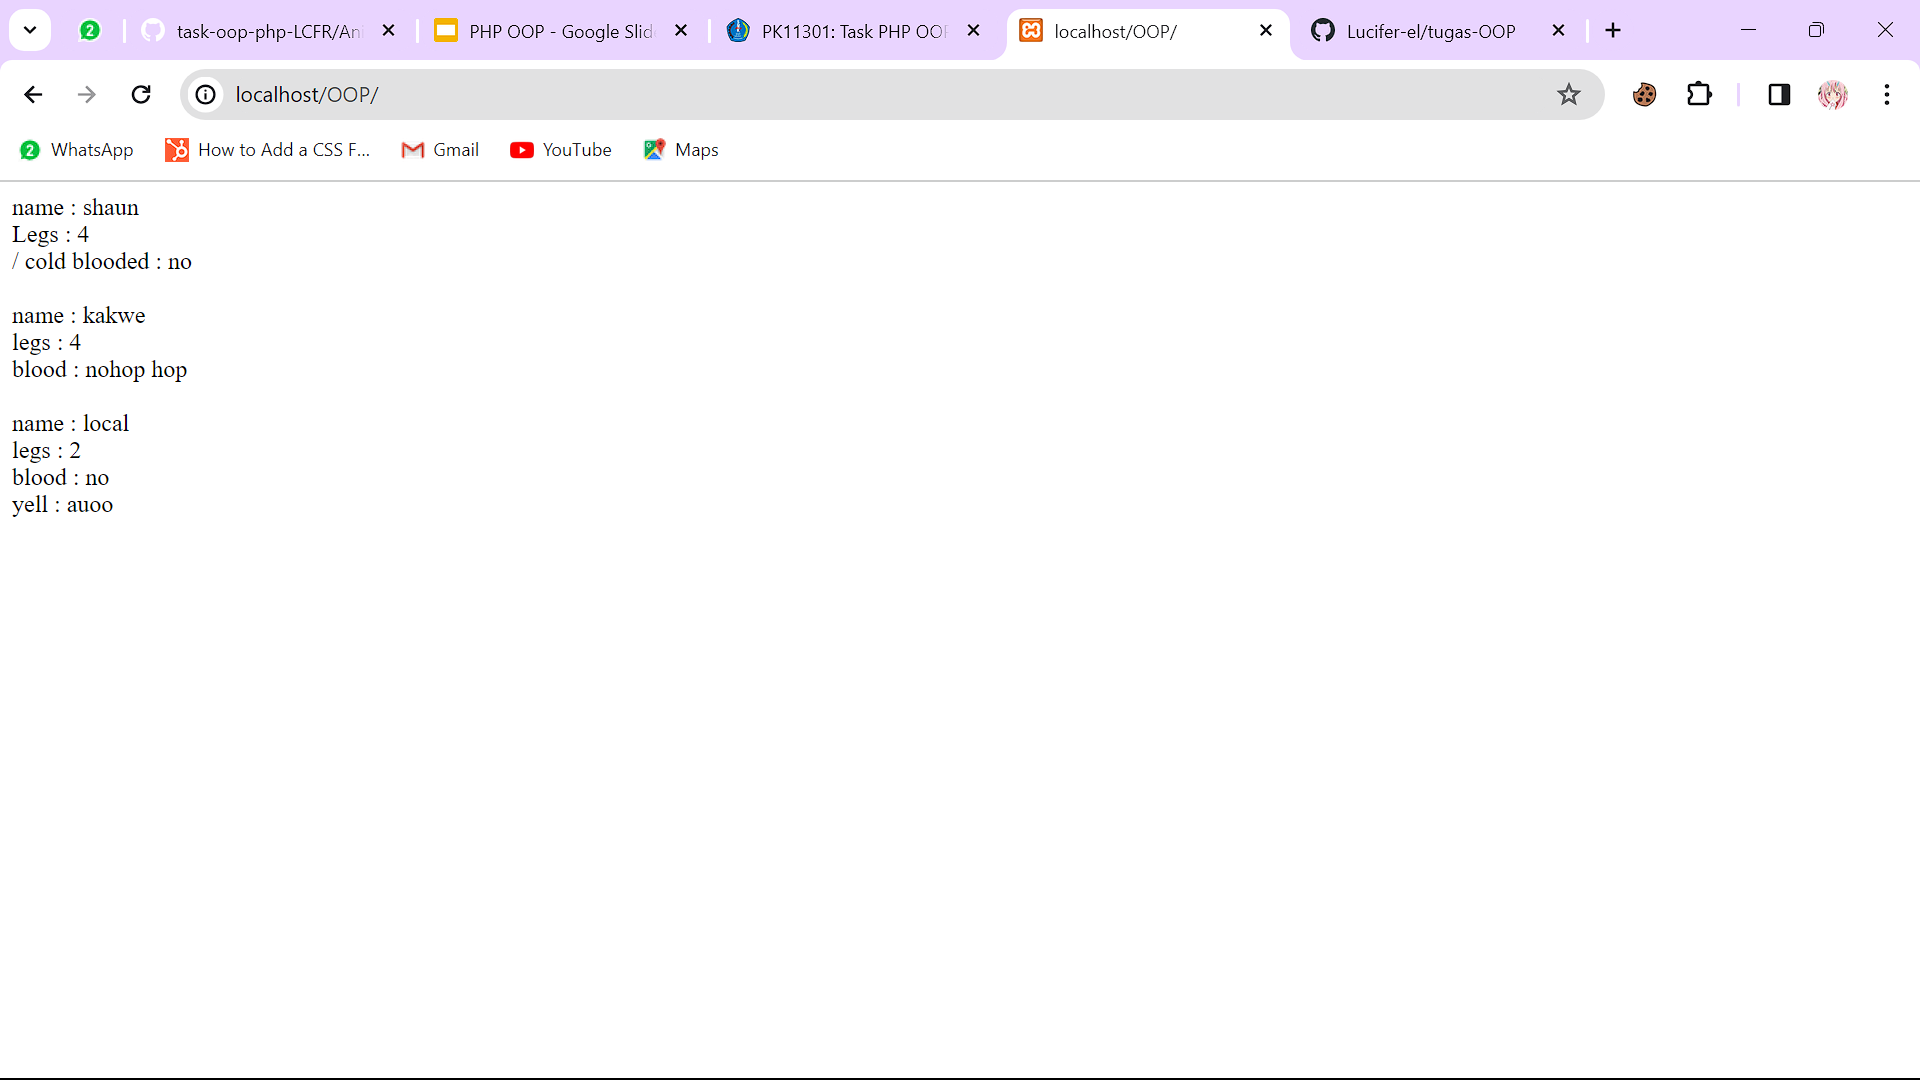 2
task-oop-php-LCFR/An
PHP OOP - Google Slid
PK11301: Task PHP OOP
localhost/OOP/
Lucifer-el/tugas-OOP
localhost/OOP/
2 WhatsApp
How to Add a CSS F...
Gmail
YouTube
Maps
name : shaun
Legs : 4
/ cold blooded : no
name : kakwe
legs : 4
blood : nohop hop
name : local
legs : 2
blood : no
yell : auoo